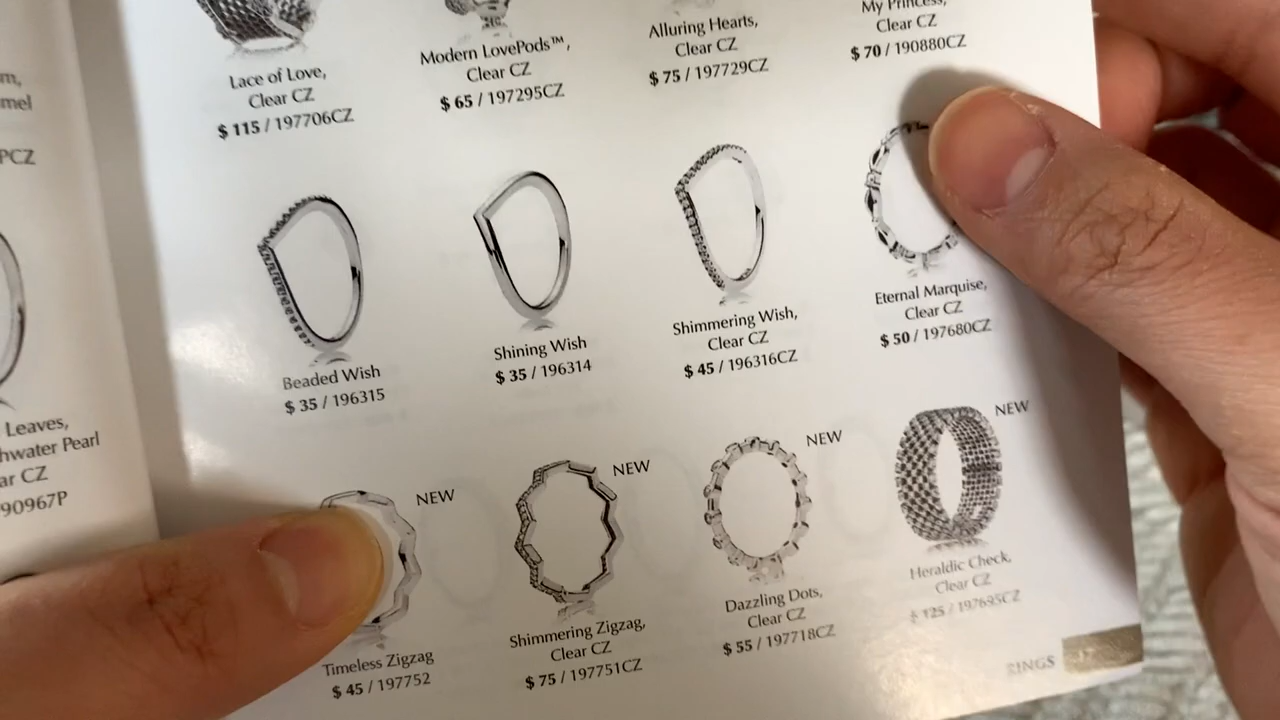 m,
mel
PCZ
Leaves,
hwater Pearl
ar CZ
90967P
Lace of Love,
Clear CZ
$ 115 / 197706CZ
Modern LovePods™,
Clear CZ
$ 65 / 197295CZ
Alluring Hearts,
Clear CZ
$ 75 / 197729CZ
My Princess,
Clear CZ
$ 70 / 190880CZ
Beaded Wish
$ 35 / 196315
Shining Wish
$ 35 / 196314
Shimmering Wish,
Clear CZ
$ 45 / 196316CZ
Eternal Marquise,
Clear CZ
$ 50 / 197680CZ
NEW
Timeless Zigzag
$ 45 / 197752
NEW
Shimmering Zigzag,
Clear CZ
$ 75 / 197751CZ
NEW
Dazzling Dots,
Clear CZ
$ 55 / 197718CZ
NEW
Heraldic Check,
Clear CZ
$ 125 / 197695CZ
RINGS